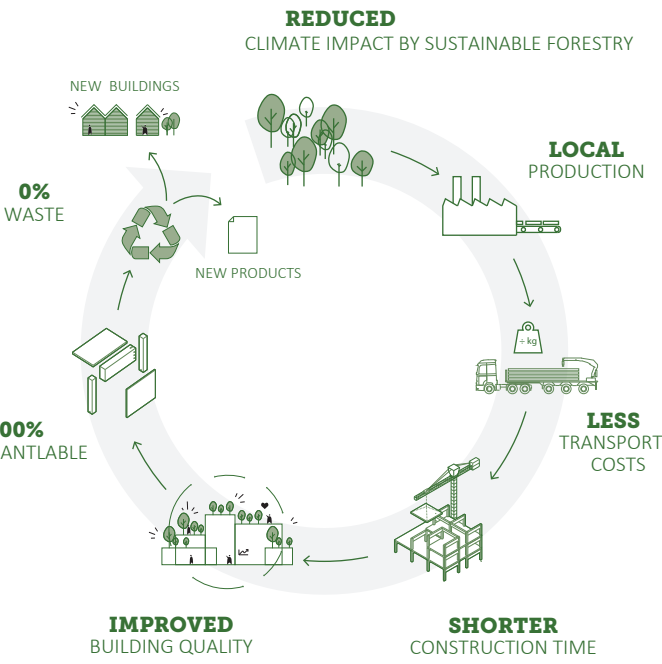 REDUCED
CLIMATE IMPACT BY SUSTAINABLE FORESTRY
NEW BUILDINGS
LOCAL
PRODUCTION
0%
WASTE
NEW PRODUCTS
÷ kg
LESS
TRANSPORT
COSTS
00%
ANTLABLE
IMPROVED
BUILDING QUALITY
SHORTER
CONSTRUCTION TIME